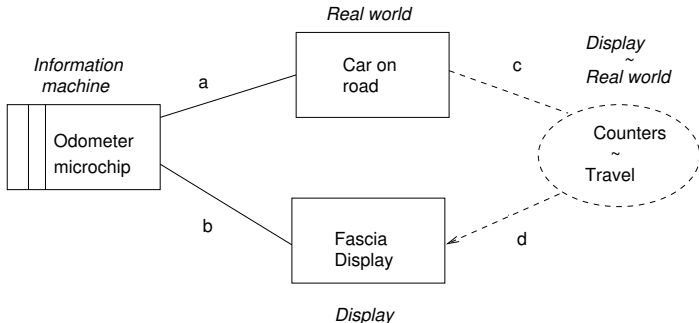 Real world
Information
machine
a
Car on
road
c
Display
~
Real world
Odometer
microchip
Counters
~
Travel
b
Fascia
Display
d
Display